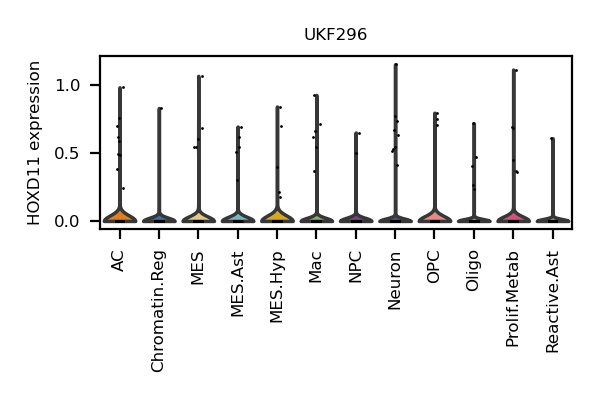 UKF296
HOXD11 expression
1.0
0.5
0.0
AC
Chromatin.Reg
MES
MES.Ast
MES.Hyp
Mac
NPC
Neuron
OPC
Oligo
Prolif.Metab
Reactive.Ast